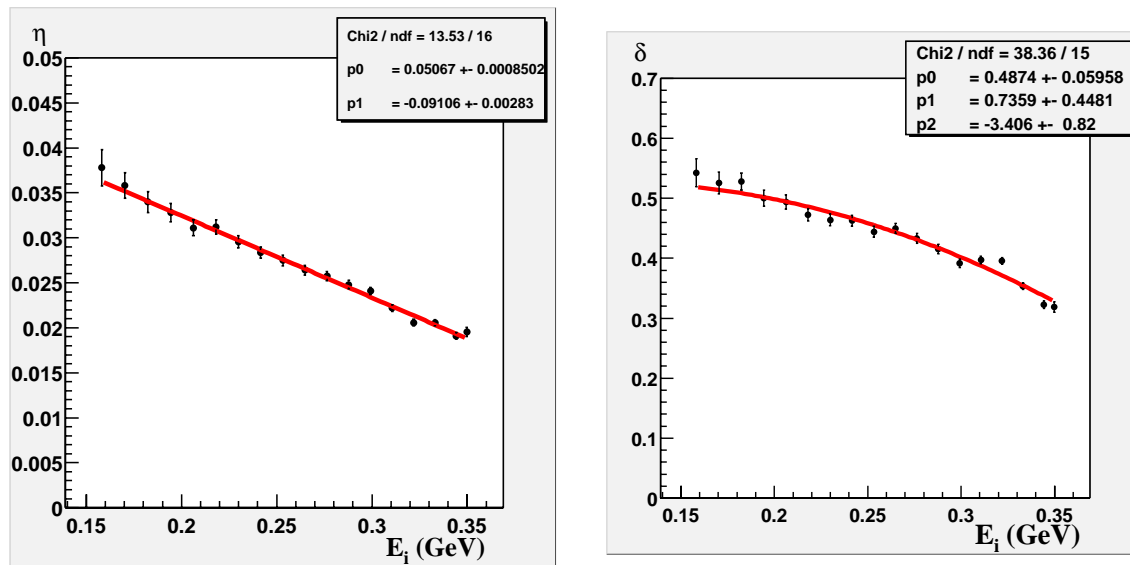 η
Chi2 / ndf = 13.53 / 16
p0 = 0.05067 +- 0.0008502
p1 = -0.09106 +- 0.00283
0.05
0.045
0.04
0.035
0.03
0.025
0.02
0.015
0.01
0.005
0
0.15 0.2 0.25 0.3 0.35
E_i (GeV)
δ
Chi2 / ndf = 38.36 / 15
p0 = 0.4874 +- 0.05958
p1 = 0.7359 +- 0.4481
p2 = -3.406 +- 0.82
0.7
0.6
0.5
0.4
0.3
0.2
0.1
0
0.15 0.2 0.25 0.3 0.35
E_i (GeV)